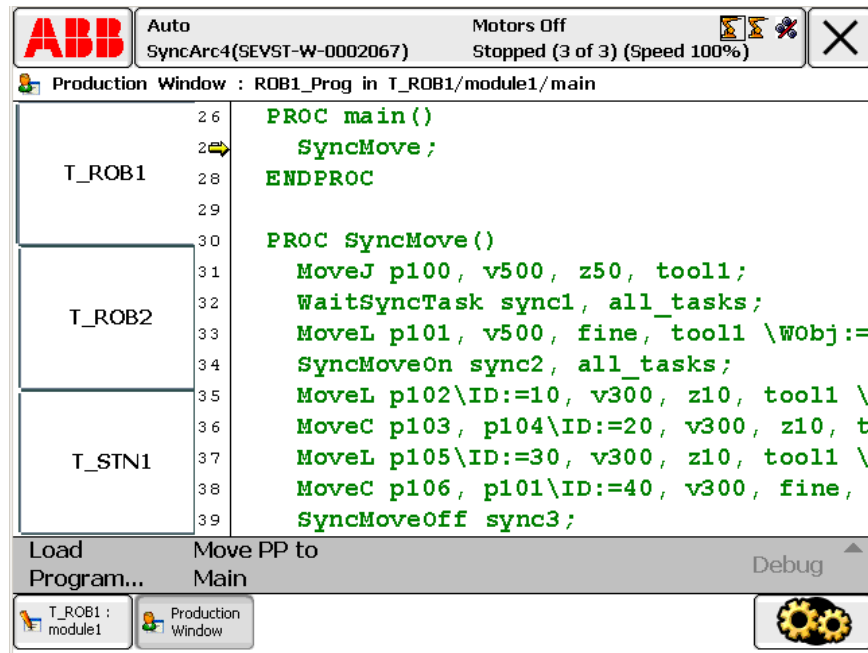 ABB
Auto
SyncArc4(SEVST-W-0002067)
Motors Off
Stopped (3 of 3) (Speed 100%)
Production Window : ROB1_Prog in T_ROB1/module1/main
T_ROB1
T_ROB2
T_STN1
26 PROC main()
2 SyncMove;
28 ENDPROC
29
30 PROC SyncMove()
31 MoveJ p100, v500, z50, tool1;
32 WaitSyncTask sync1, all_tasks;
33 MoveL p101, v500, fine, tool1 \WObj:=
34 SyncMoveOn sync2, all_tasks;
35 MoveL p102\ID:=10, v300, z10, tool1 \
36 MoveC p103, p104\ID:=20, v300, z10, t
37 MoveL p105\ID:=30, v300, z10, tool1 \
38 MoveC p106, p101\ID:=40, v300, fine,
39 SyncMoveOff sync3;
Load
Program...
Move PP to
Main
Debug
T_ROB1 :
module1
Production
Window